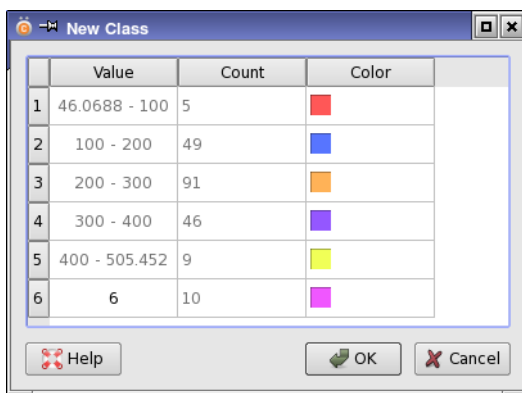 New Class
Value Count Color
1 46.0688 - 100 5
2 100 - 200 49
3 200 - 300 91
4 300 - 400 46
5 400 - 505.452 9
6 6 10
Help OK Cancel